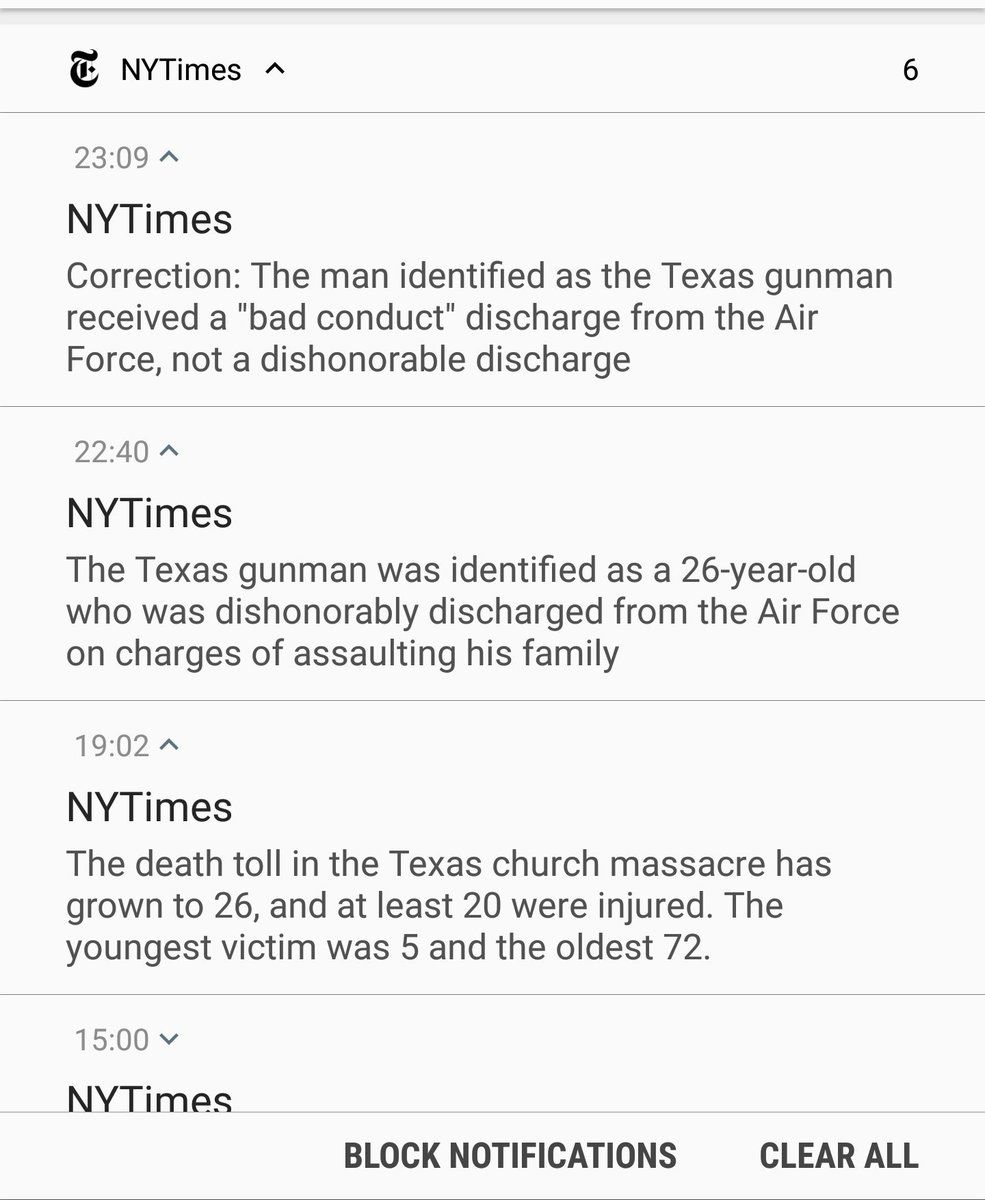 NYTimes 6
23:09
NYTimes
Correction: The man identified as the Texas gunman
received a "bad conduct" discharge from the Air
Force, not a dishonorable discharge
22:40
NYTimes
The Texas gunman was identified as a 26-year-old
who was dishonorably discharged from the Air Force
on charges of assaulting his family
19:02
NYTimes
The death toll in the Texas church massacre has
grown to 26, and at least 20 were injured. The
youngest victim was 5 and the oldest 72.
15:00
NYTimes
BLOCK NOTIFICATIONS CLEAR ALL